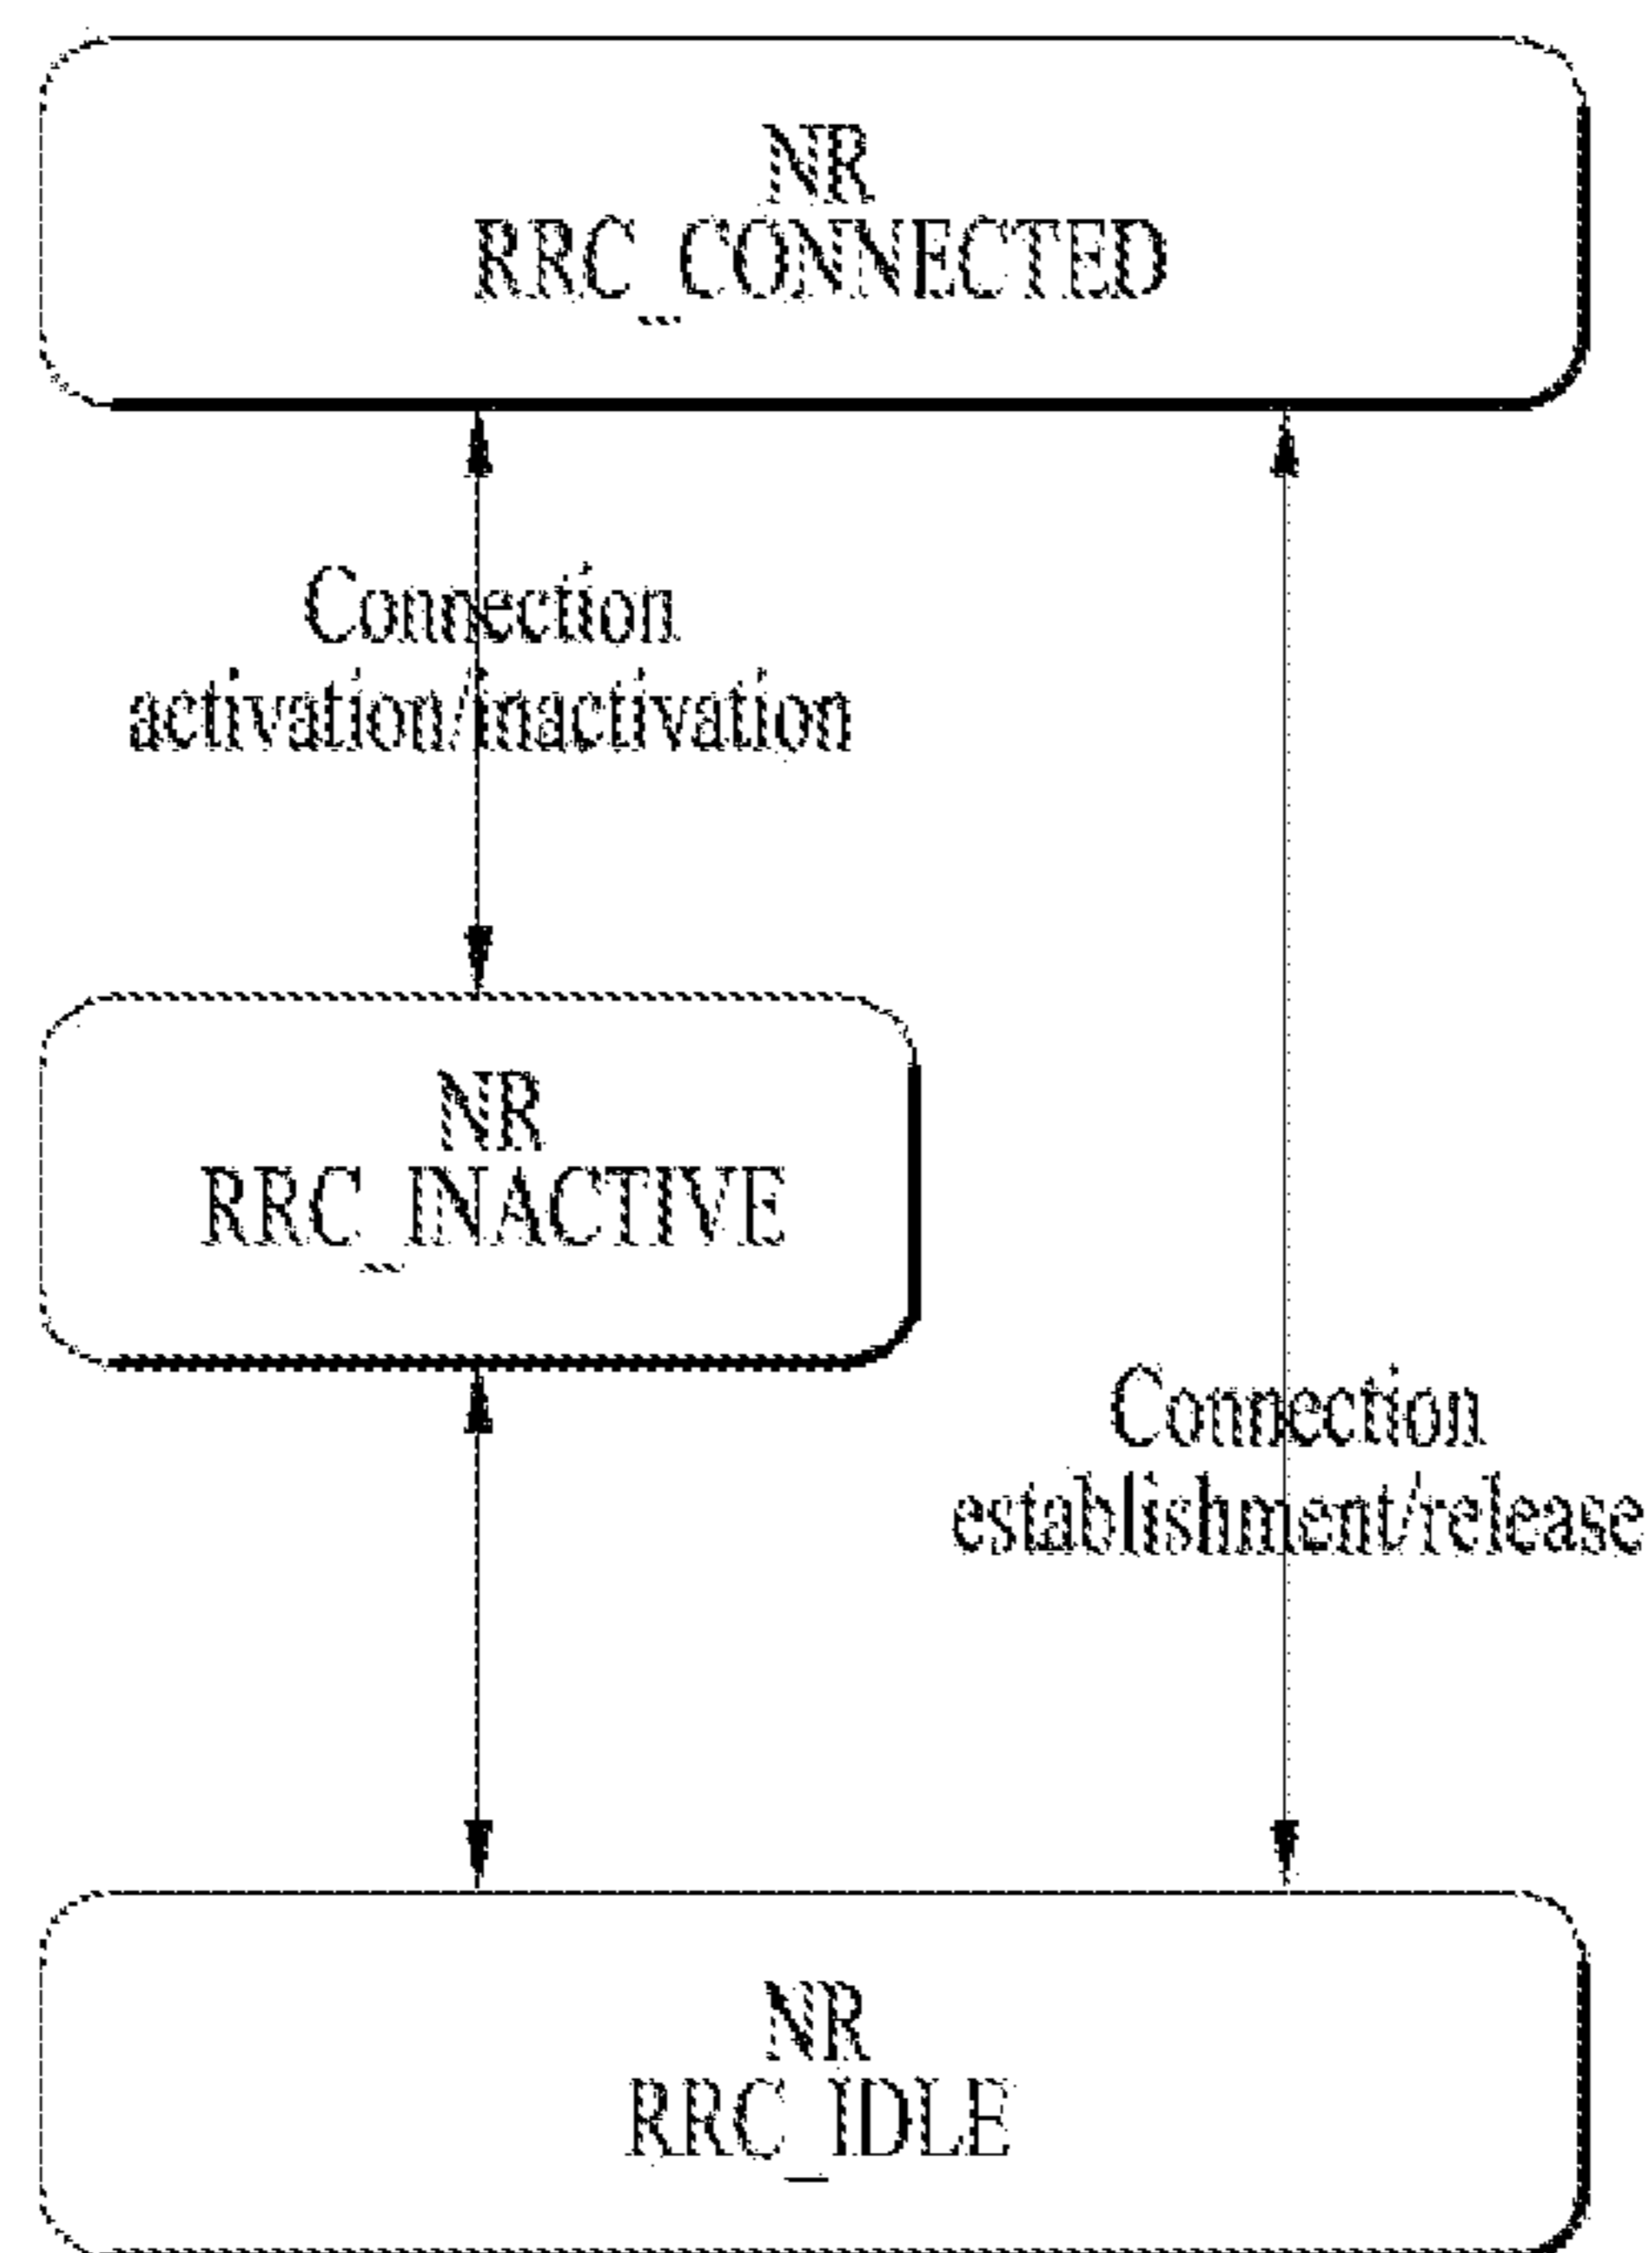 NR
RRC_CONNECTED
Connection
activation/inactivation
NR
RRC_INACTIVE
Connection
establishment/release
NR
RRC_IDLE